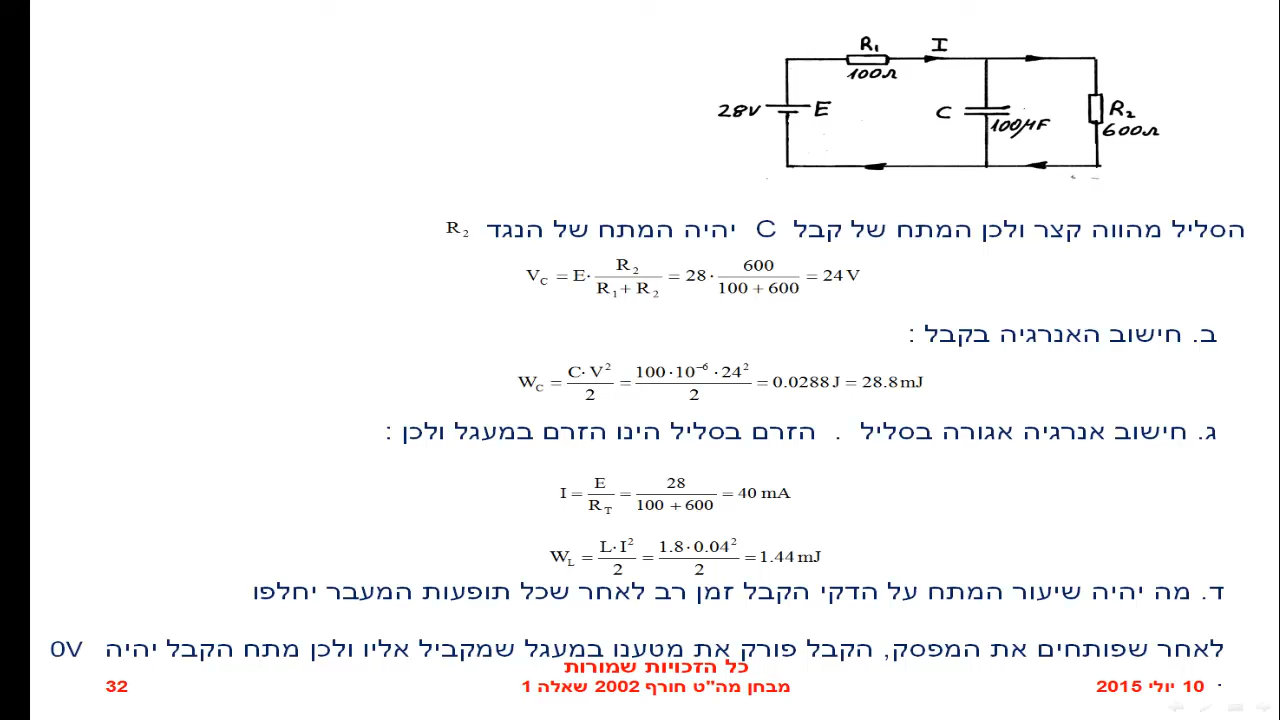 R₁ I
100Ω
28V E C 100μF R₂
600Ω
הסליל מהווה קצר ולכן המתח של קבל C יהיה המתח של הנגד R₂
V_C = E· R₂ / (R₁ + R₂) = 28· 600 / (100 + 600) = 24 V
ב. חישוב האנרגיה בקבל :
W_C = C·V² / 2 = 100·10⁻⁶·24² / 2 = 0.0288 J = 28.8 mJ
ג. חישוב אנרגיה אגורה בסליל . הזרם בסליל הינו הזרם במעגל ולכן :
I = E / R_T = 28 / (100 + 600) = 40 mA
W_L = L·I² / 2 = 1.8·0.04² / 2 = 1.44 mJ
ד. מה יהיה שיעור המתח על הדקי הקבל זמן רב לאחר שכל תופעות המעבר יחלפו
לאחר שפותחים את המפסק, הקבל פורק את מטענו במעגל שמקביל אליו ולכן מתח הקבל יהיה 0V
.
כל הזכויות שמורות
10 יולי 2015 מבחן מה"ט חורף 2002 שאלה 1 32